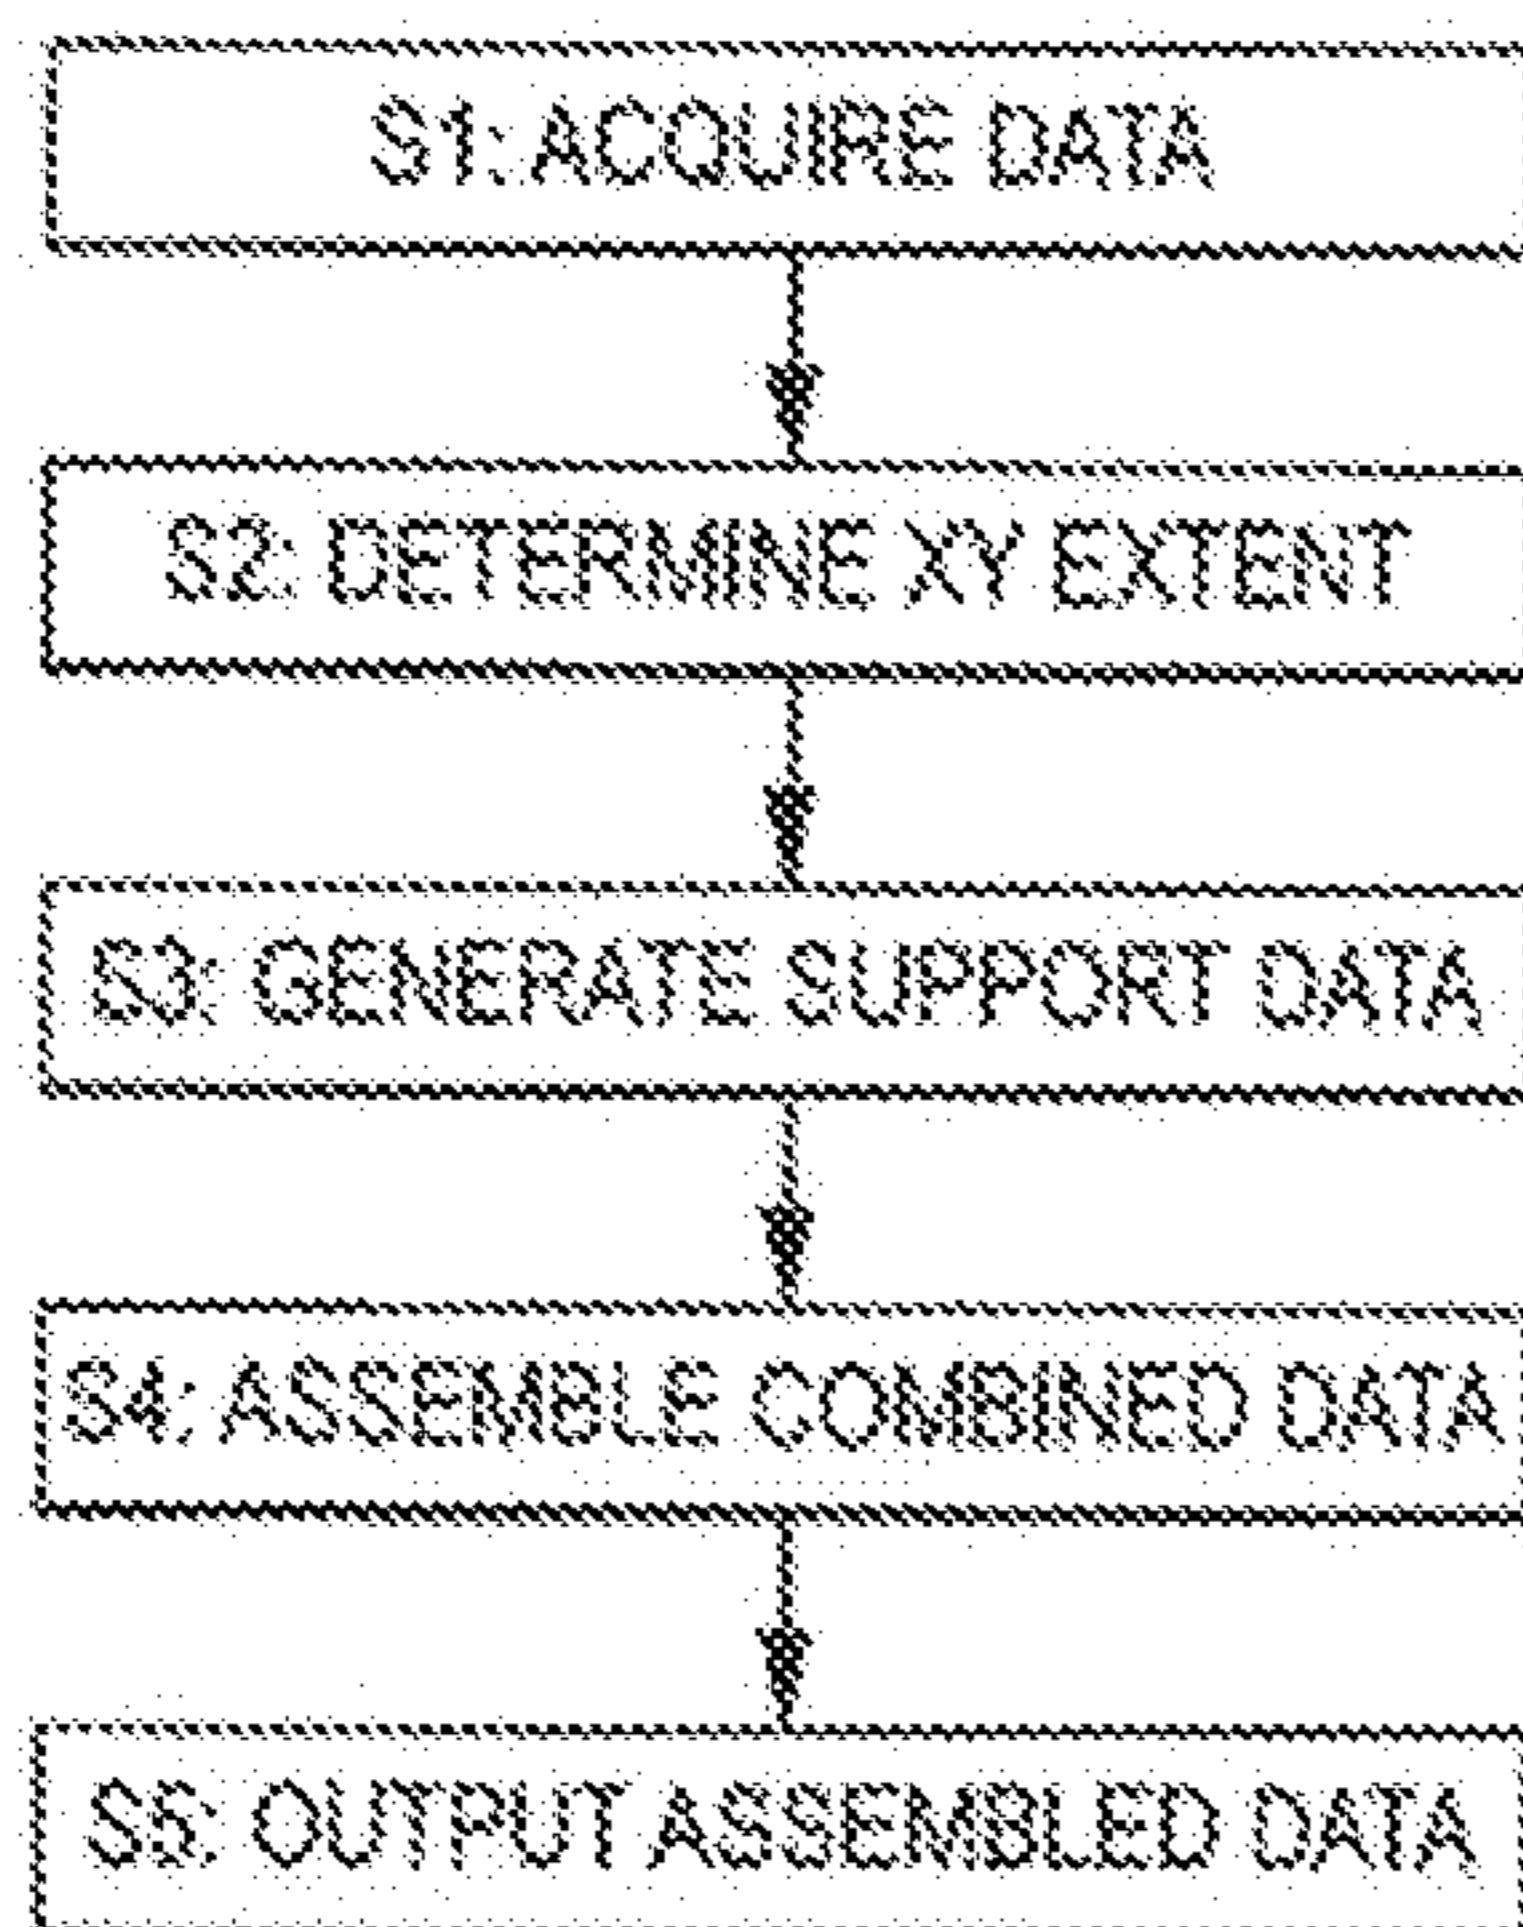 S1: ACQUIRE DATA
S2: DETERMINE XY EXTENT
S3: GENERATE SUPPORT DATA
S4: ASSEMBLE COMBINED DATA
S5: OUTPUT ASSEMBLED DATA